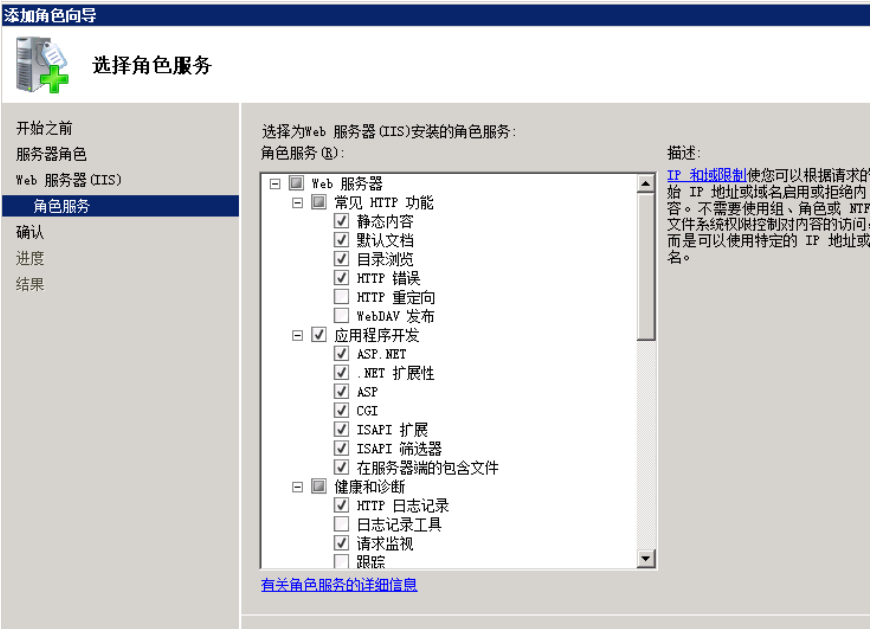 添加角色向导
选择角色服务
开始之前
服务器角色
Web 服务器(IIS)
角色服务
确认
进度
结果
选择为Web 服务器(IIS)安装的角色服务:
角色服务(R):
Web 服务器
常见 HTTP 功能
静态内容
默认文档
目录浏览
HTTP 错误
HTTP 重定向
WebDAV 发布
应用程序开发
ASP.NET
.NET 扩展性
ASP
CGI
ISAPI 扩展
ISAPI 筛选器
在服务器端的包含文件
健康和诊断
HTTP 日志记录
日志记录工具
请求监视
跟踪
有关角色服务的详细信息
描述:
IP 和域限制使您可以根据请求的
始 IP 地址或域名启用或拒绝内
容。不需要使用组、角色或 NTF
文件系统权限控制对内容的访问，
而是可以使用特定的 IP 地址或
名。